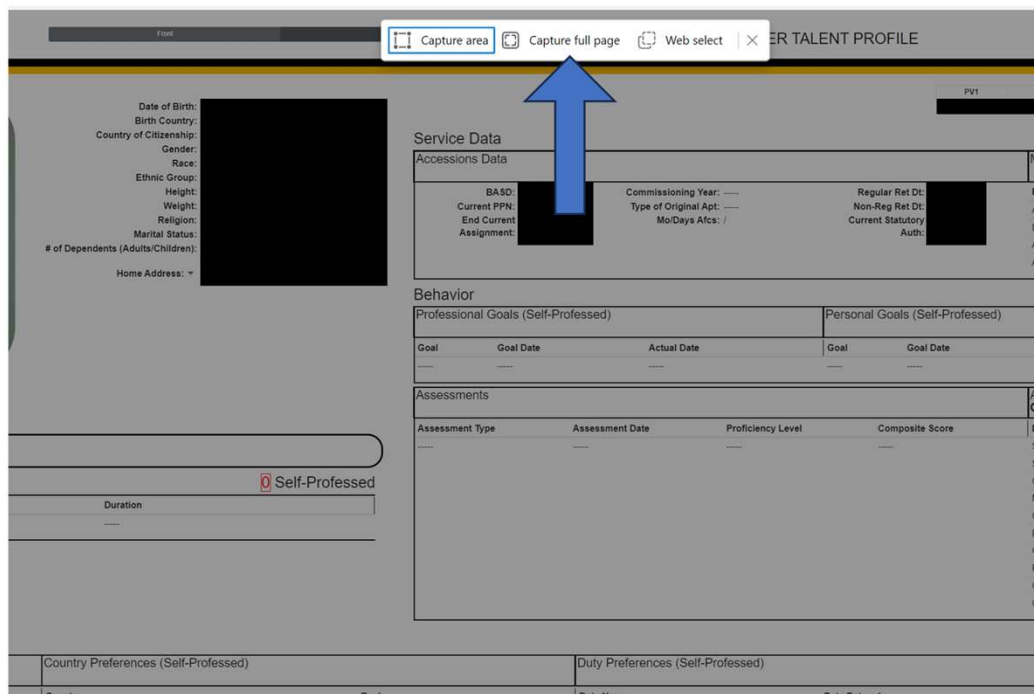 Front
Capture area Capture full page Web select
ER TALENT PROFILE
PV1
Date of Birth:
Birth Country:
Country of Citizenship:
Gender:
Race:
Ethnic Group:
Height:
Weight:
Religion:
Marital Status:
# of Dependents (Adults/Children):
Home Address:
Service Data
Accessions Data
BASD: Commissioning Year: ----- Regular Ret Dt:
Current PPN: Type of Original Apt: ----- Non-Reg Ret Dt:
End Current Mo/Days Afcs: / Current Statutory
Assignment: Auth:
Behavior
Professional Goals (Self-Professed) Personal Goals (Self-Professed)
Goal Goal Date Actual Date Goal Goal Date
----- ----- ----- ----- -----
Assessments
Assessment Type Assessment Date Proficiency Level Composite Score
----- ----- ----- -----
0 Self-Professed
Duration
-----
Country Preferences (Self-Professed) Duty Preferences (Self-Professed)